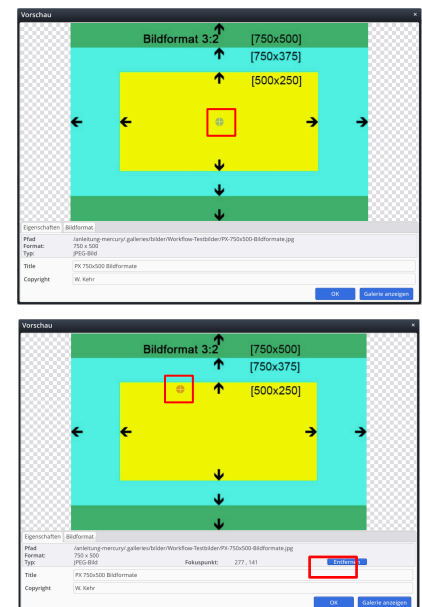 Vorschau ×
Bildformat 3:2 [750x500]
[750x375]
[500x250]
Eigenschaften Bildformat
Pfad /anleitung-mercury/.galleries/bilder/Workflow-Testbilder/PX-750x500-Bildformate.jpg
Format: 750 x 500
Typ: JPEG-Bild
Title PX 750x500 Bildformate
Copyright W. Kehr
OK Galerie anzeigen
Vorschau ×
Bildformat 3:2 [750x500]
[750x375]
[500x250]
Eigenschaften Bildformat
Pfad /anleitung-mercury/.galleries/bilder/Workflow-Testbilder/PX-750x500-Bildformate.jpg
Format: 750 x 500
Typ: JPEG-Bild Fokuspunkt: 277 , 141 Entfernen
Title PX 750x500 Bildformate
Copyright W. Kehr
OK Galerie anzeigen